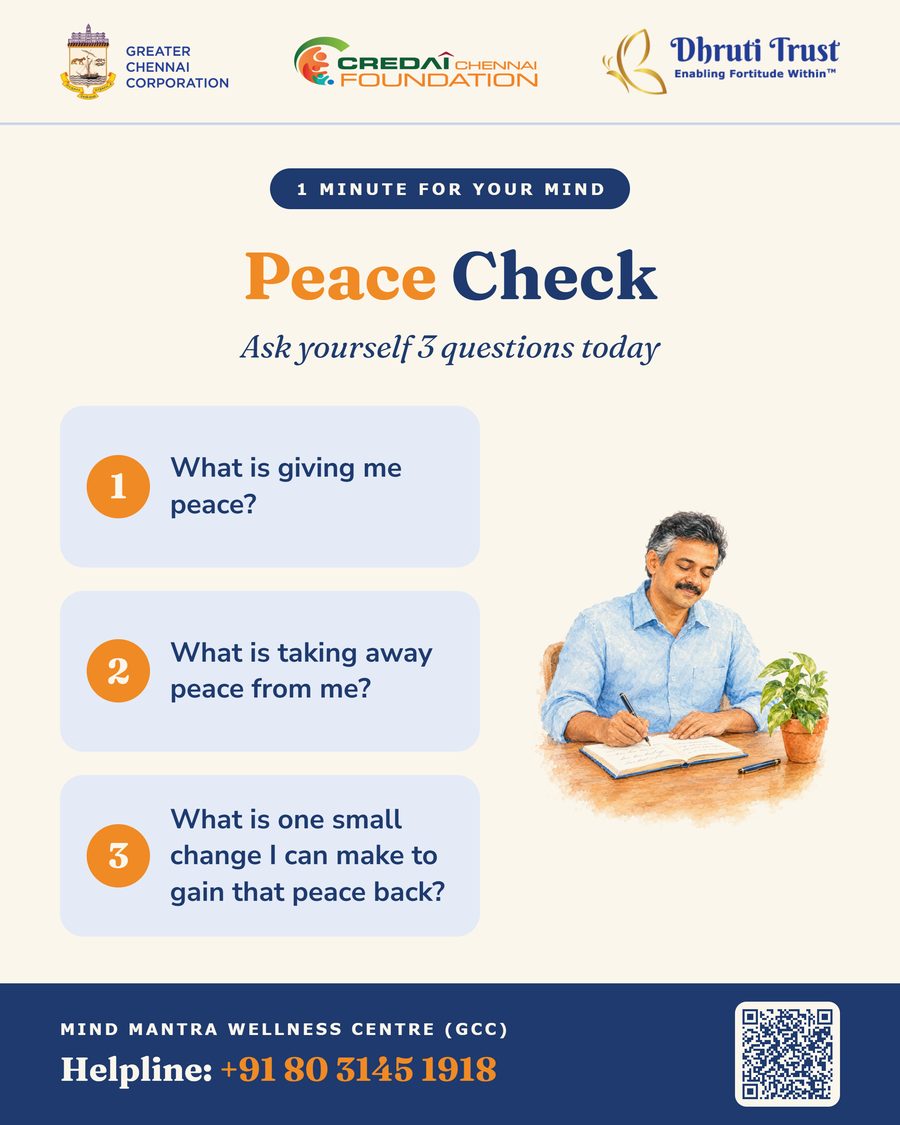 GREATER
CHENNAI
CORPORATION
CREDAÎ CHENNAI
FOUNDATION
Dhruti Trust
Enabling Fortitude Within™
1 MINUTE FOR YOUR MIND
Peace Check
Ask yourself 3 questions today
1
What is giving me
peace?
2
What is taking away
peace from me?
3
What is one small
change I can make to
gain that peace back?
MIND MANTRA WELLNESS CENTRE (GCC)
Helpline: +91 80 3145 1918